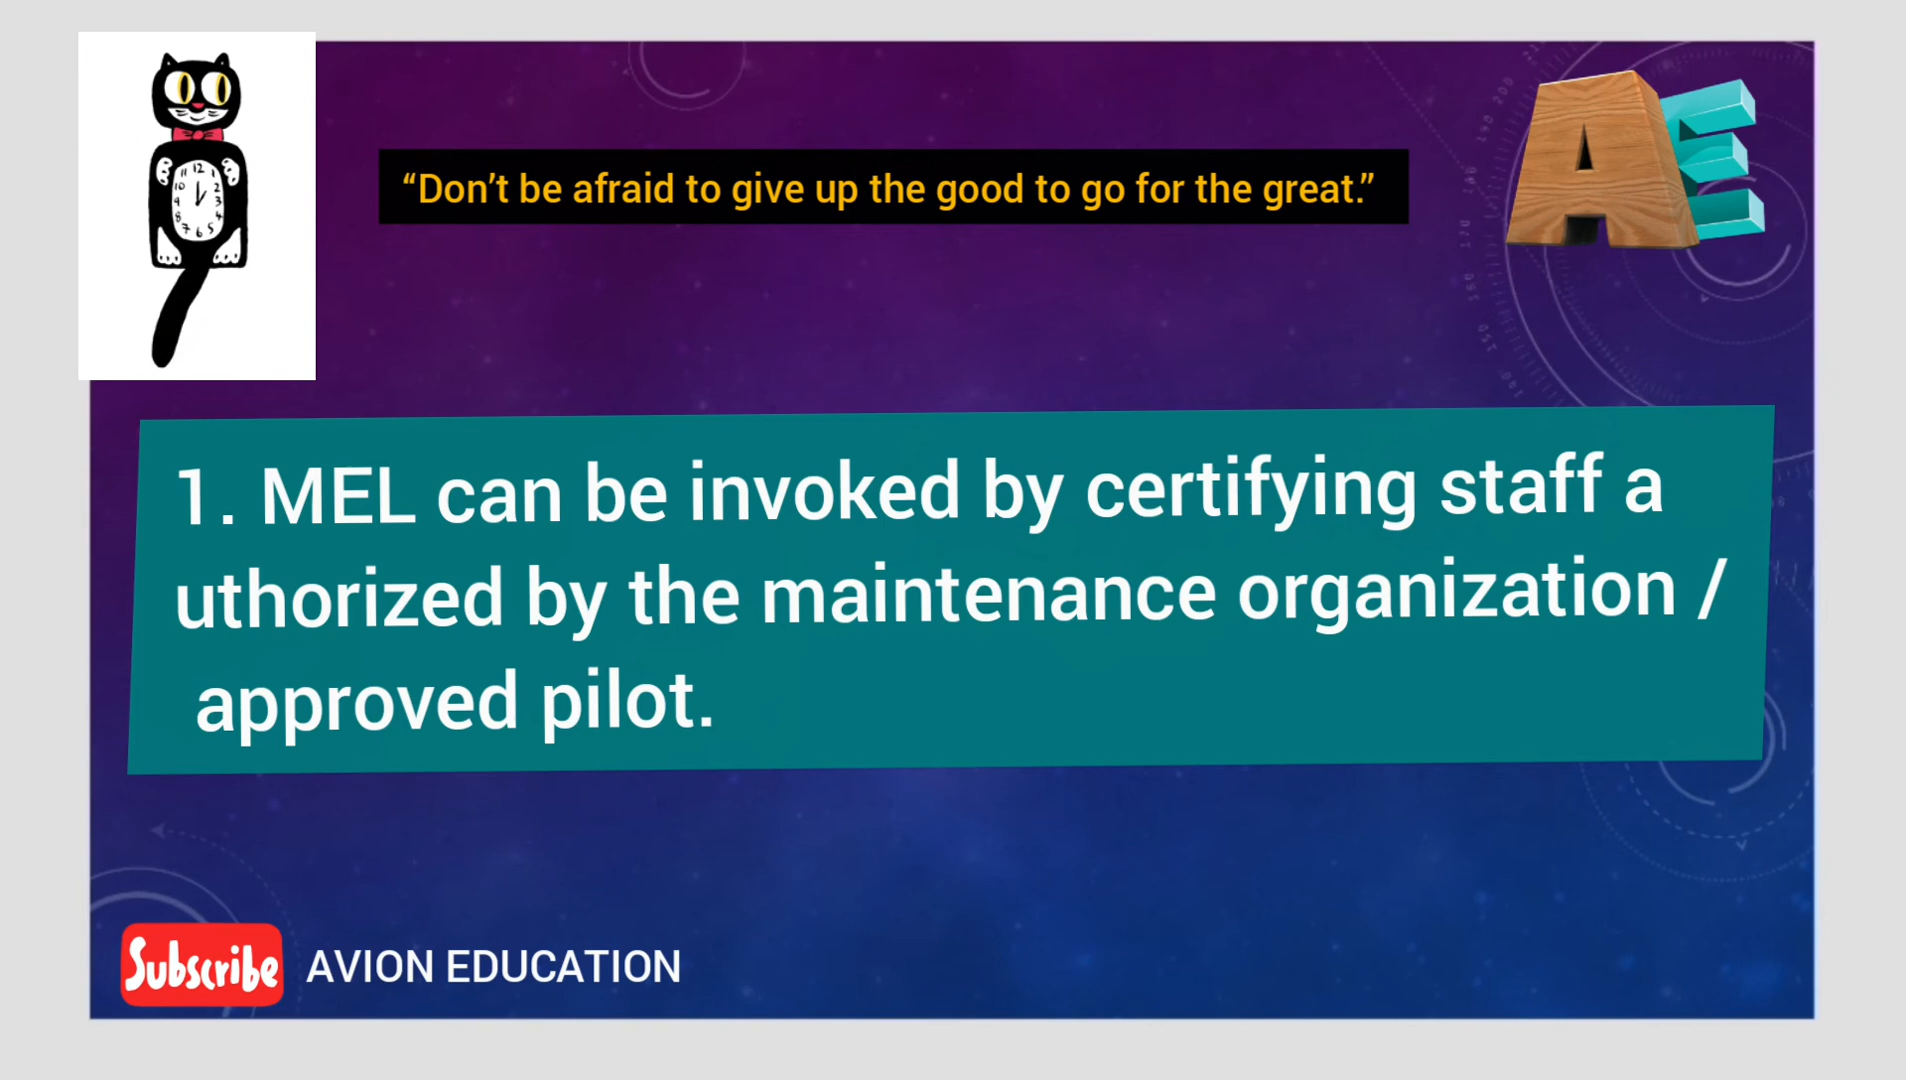 “Don’t be afraid to give up the good to go for the great.”
AE
1. MEL can be invoked by certifying staff a
uthorized by the maintenance organization /
approved pilot.
Subscribe AVION EDUCATION